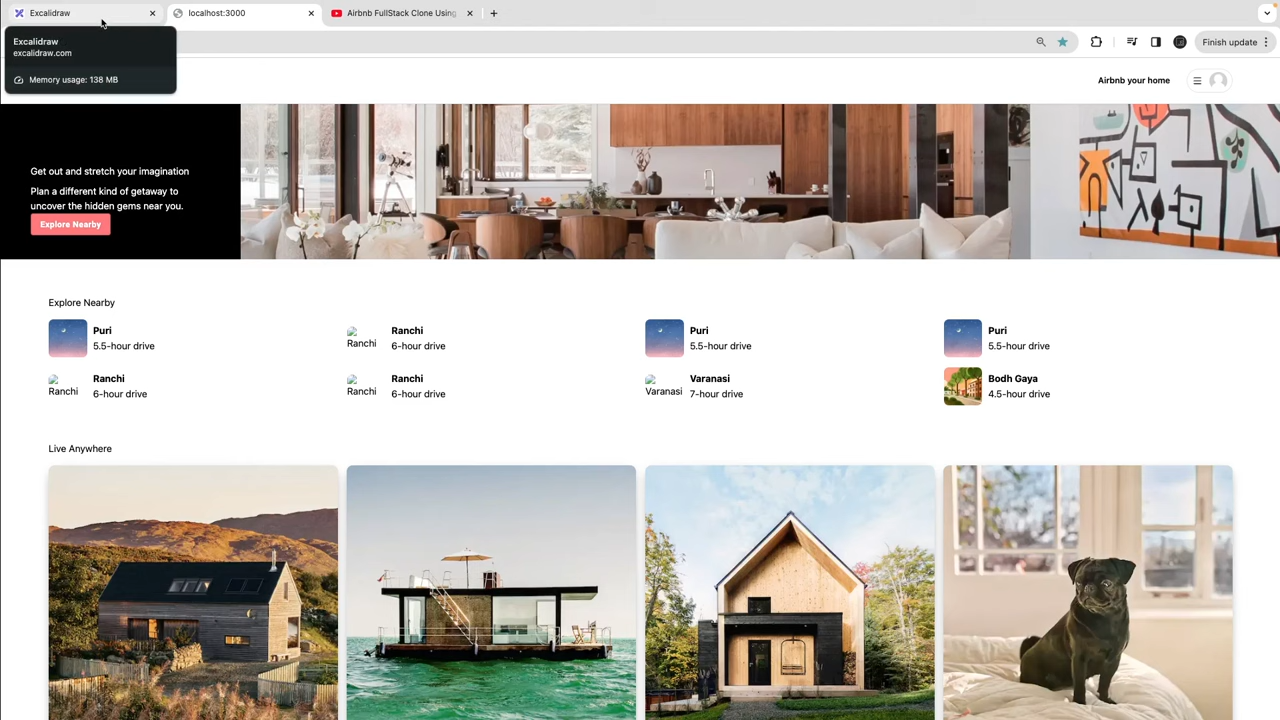 Excalidraw
localhost:3000
Airbnb FullStack Clone Using
Excalidraw
excalidraw.com
Memory usage: 138 MB
Finish update
Airbnb your home
Get out and stretch your imagination
Plan a different kind of getaway to
uncover the hidden gems near you.
Explore Nearby
Explore Nearby
Puri
5.5-hour drive
Ranchi
Ranchi
6-hour drive
Puri
5.5-hour drive
Puri
5.5-hour drive
Ranchi
Ranchi
6-hour drive
Ranchi
Ranchi
6-hour drive
Varanasi
Varanasi
7-hour drive
Bodh Gaya
4.5-hour drive
Live Anywhere